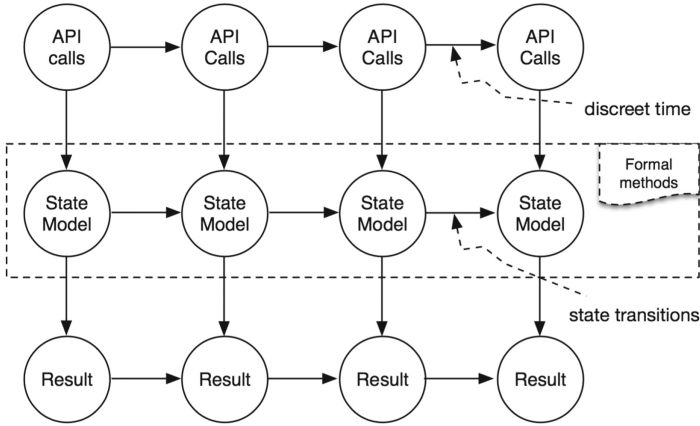 API
calls
API
Calls
API
Calls
API
Calls
discreet time
Formal
methods
State
Model
State
Model
State
Model
State
Model
state transitions
Result
Result
Result
Result